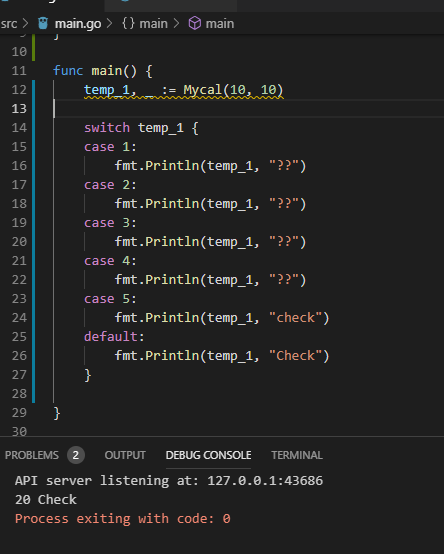 src > main.go > {} main > main
9 }
10
11 func main() {
12 temp_1, _ := Mycal(10, 10)
13
14 switch temp_1 {
15 case 1:
16 fmt.Println(temp_1, "??")
17 case 2:
18 fmt.Println(temp_1, "??")
19 case 3:
20 fmt.Println(temp_1, "??")
21 case 4:
22 fmt.Println(temp_1, "??")
23 case 5:
24 fmt.Println(temp_1, "check")
25 default:
26 fmt.Println(temp_1, "Check")
27 }
28
29 }
30
PROBLEMS 2 OUTPUT DEBUG CONSOLE TERMINAL
API server listening at: 127.0.0.1:43686
20 Check
Process exiting with code: 0